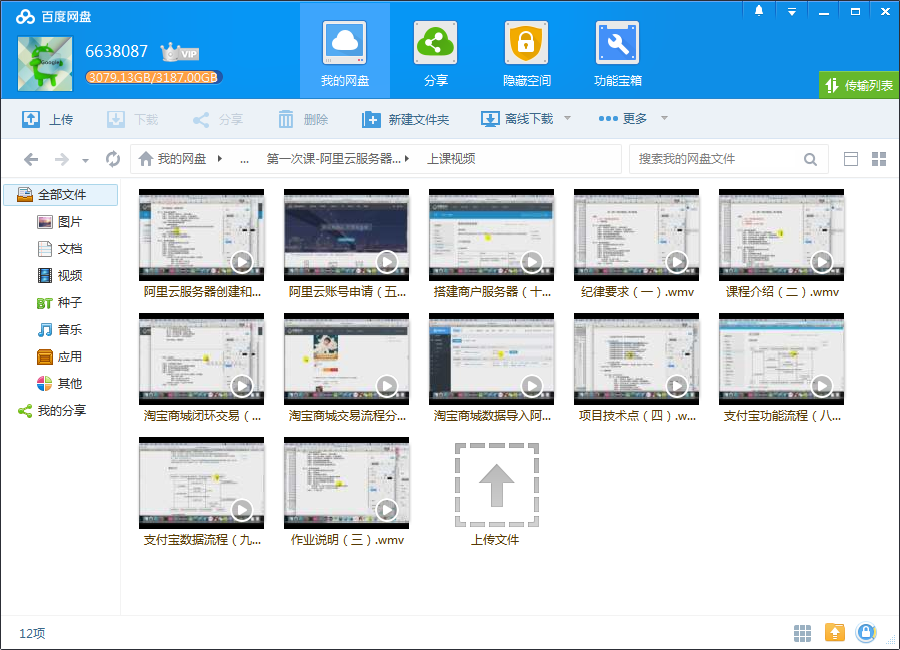 百度网盘
6638087
VIP
3079.13GB/3187.00GB
我的网盘
分享
隐藏空间
功能宝箱
传输列表
上传
下载
分享
删除
新建文件夹
离线下载
更多
我的网盘 ... 第一次课-阿里云服务器... 上课视频
搜索我的网盘文件
全部文件
图片
文档
视频
BT 种子
音乐
应用
其他
我的分享
阿里云服务器创建和...
阿里云账号申请（五...
搭建商户服务器（十...
纪律要求（一）.wmv
课程介绍（二）.wmv
淘宝商城闭环交易（...
淘宝商城交易流程分...
淘宝商城数据导入阿...
项目技术点（四）.w...
支付宝功能流程（八...
支付宝数据流程（九...
作业说明（三）.wmv
上传文件
12项